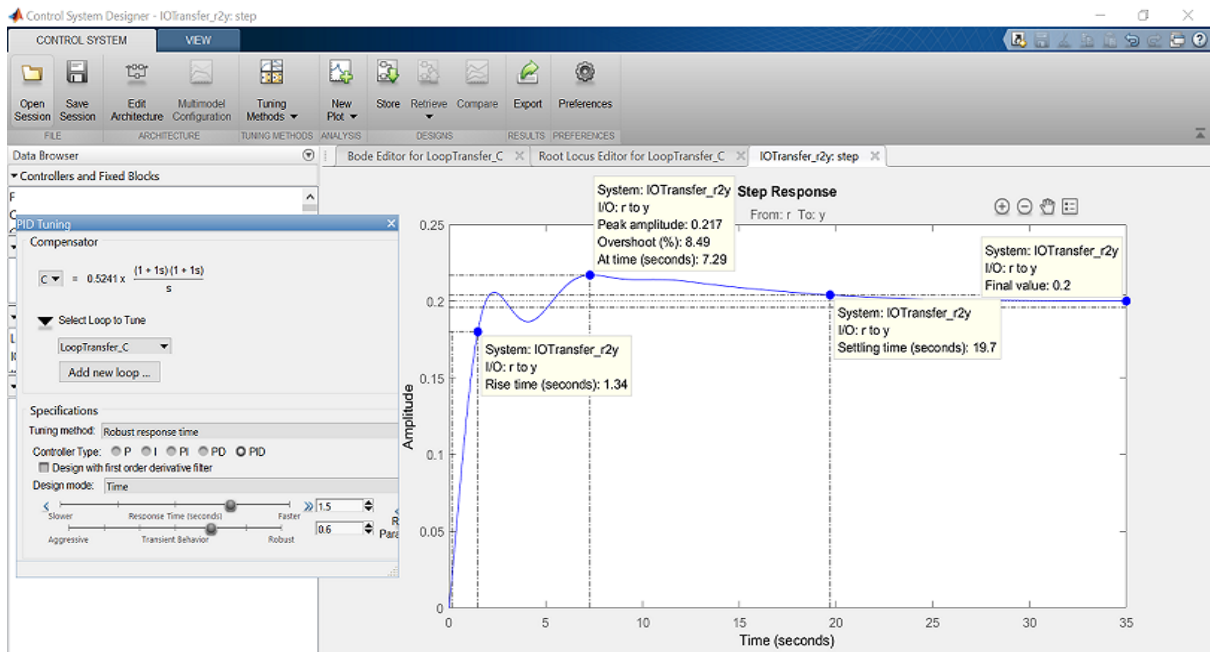 Control System Designer - IOTransfer_r2y: step
CONTROL SYSTEM
VIEW
Open Session
Save Session
Edit Architecture
Multimodel Configuration
Tuning Methods
New Plot
Store
Retrieve
Compare
Export
Preferences
FILE
ARCHITECTURE
TUNING METHODS
ANALYSIS
DESIGNS
RESULTS
PREFERENCES
Data Browser
Controllers and Fixed Blocks
F
PID Tuning
Compensator
C = 0.5241 x (1 + 1s)(1 + 1s)
s
Select Loop to Tune
LoopTransfer_C
Add new loop ...
Specifications
Tuning method: Robust response time
Controller Type: P I PI PD PID
Design with first order derivative filter
Design mode: Time
1.5
Slower Response Time (seconds) Faster
0.6
Aggressive Transient Behavior Robust
Para
Bode Editor for LoopTransfer_C
Root Locus Editor for LoopTransfer_C
IOTransfer_r2y: step
Step Response
From: r To: y
System: IOTransfer_r2y
I/O: r to y
Peak amplitude: 0.217
Overshoot (%): 8.49
At time (seconds): 7.29
System: IOTransfer_r2y
I/O: r to y
Final value: 0.2
System: IOTransfer_r2y
I/O: r to y
Settling time (seconds): 19.7
System: IOTransfer_r2y
I/O: r to y
Rise time (seconds): 1.34
0.25
0.2
0.15
0.1
0.05
0
Amplitude
0 5 10 15 20 25 30 35
Time (seconds)